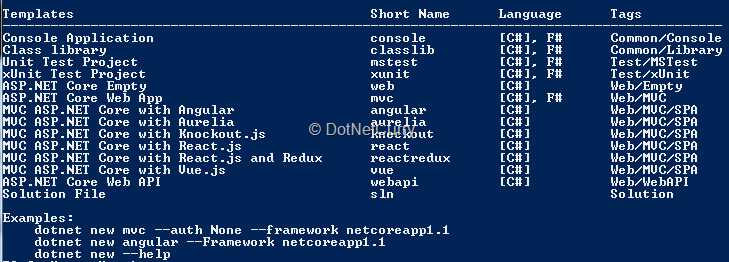 Templates Short Name Language Tags
Console Application console [C#], F# Common/Console
Class library classlib [C#], F# Common/Library
Unit Test Project mstest [C#], F# Test/MSTest
xUnit Test Project xunit [C#], F# Test/xUnit
ASP.NET Core Empty web [C#] Web/Empty
ASP.NET Core Web App mvc [C#], F# Web/MVC
MVC ASP.NET Core with Angular angular [C#] Web/MVC/SPA
MVC ASP.NET Core with Aurelia aurelia [C#] Web/MVC/SPA
MVC ASP.NET Core with Knockout.js knockout [C#] Web/MVC/SPA
MVC ASP.NET Core with React.js react [C#] Web/MVC/SPA
MVC ASP.NET Core with React.js and Redux reactredux [C#] Web/MVC/SPA
MVC ASP.NET Core with Vue.js vue [C#] Web/MVC/SPA
ASP.NET Core Web API webapi [C#] Web/WebAPI
Solution File sln Solution
© DotNetCurry
Examples:
dotnet new mvc --auth None --framework netcoreapp1.1
dotnet new angular --Framework netcoreapp1.1
dotnet new --help